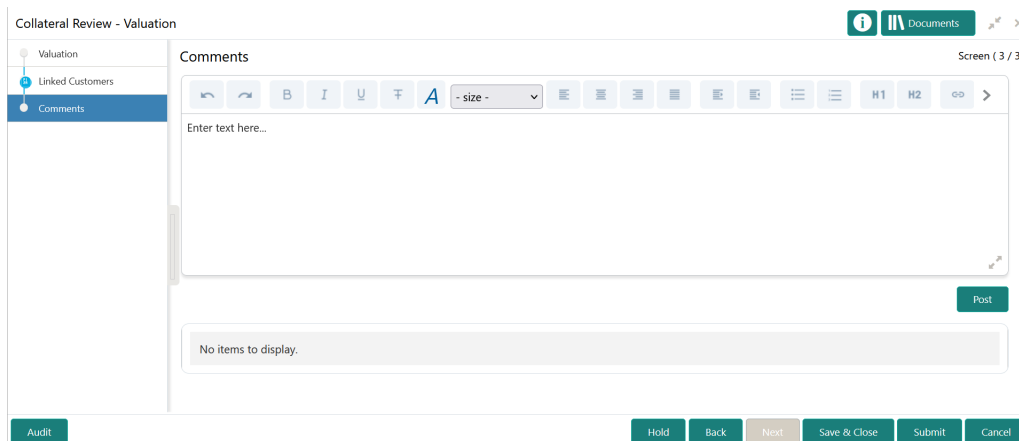 Collateral Review - Valuation
Documents
Valuation
Linked Customers
Comments
Comments
Screen ( 3 / 3
B I U T A - size - H1 H2
Enter text here...
Post
No items to display.
Audit
Hold Back Next Save & Close Submit Cancel